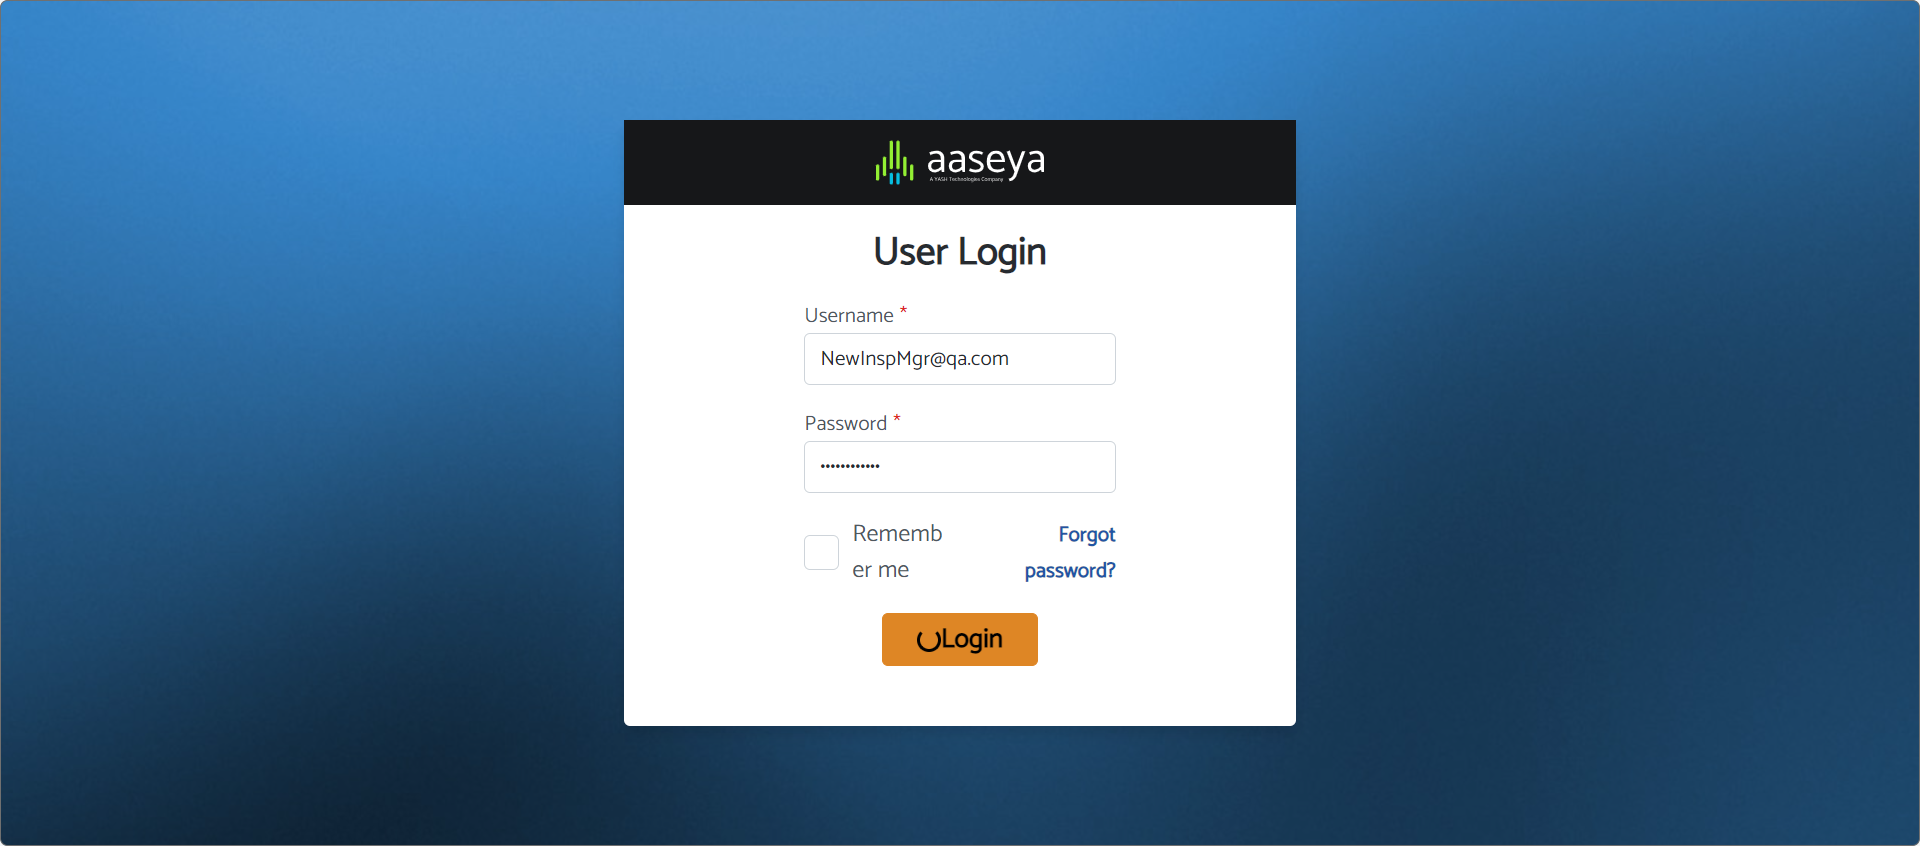 aaseya
A YASH Technologies Company
User Login
Username *
NewInspMgr@qa.com
Password *
••••••••••••
Rememb
er me
Forgot
password?
Login